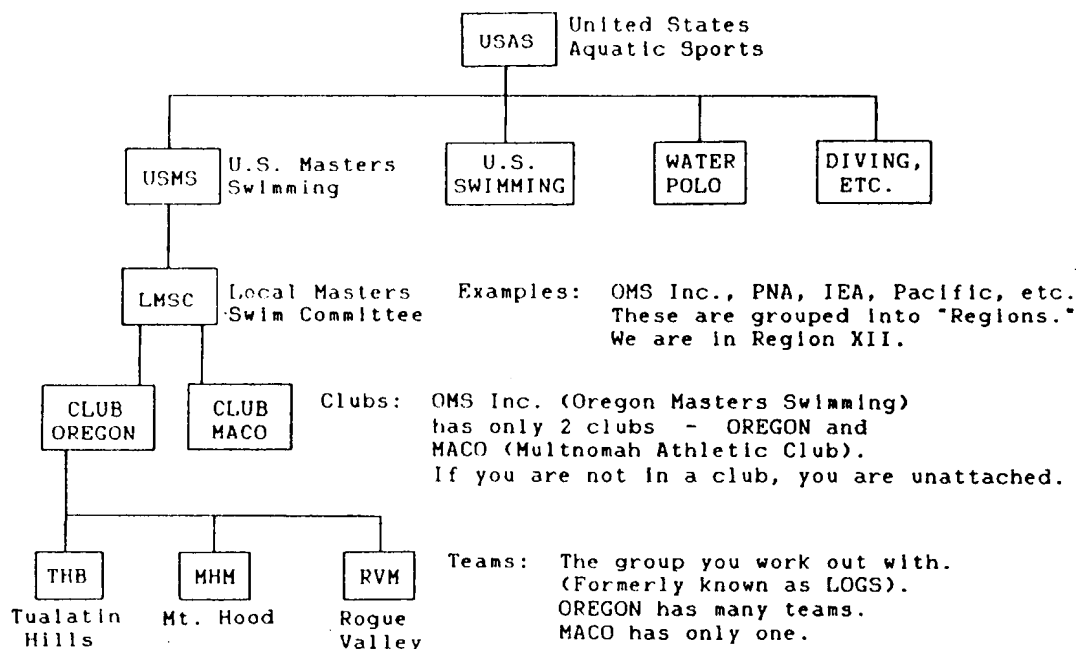 USAS
United States
Aquatic Sports
USMS
U.S. Masters
Swimming
U.S.
SWIMMING
WATER
POLO
DIVING,
ETC.
LMSC
Local Masters
Swim Committee
Examples: OMS Inc., PNA, IEA, Pacific, etc.
These are grouped into "Regions."
We are in Region XII.
CLUB
OREGON
CLUB
MACO
Clubs: OMS Inc. (Oregon Masters Swimming)
has only 2 clubs - OREGON and
MACO (Multnomah Athletic Club).
If you are not in a club, you are unattached.
THB
MHM
RVM
Tualatin
Hills
Mt. Hood
Rogue
Valley
Teams: The group you work out with.
(Formerly known as LOGS).
OREGON has many teams.
MACO has only one.